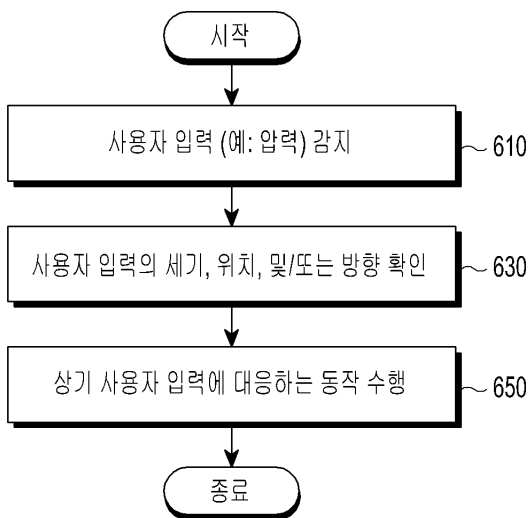 시작
사용자 입력 (예: 압력) 감지
610
사용자 입력의 세기, 위치, 및/또는 방향 확인
630
상기 사용자 입력에 대응하는 동작 수행
650
종료